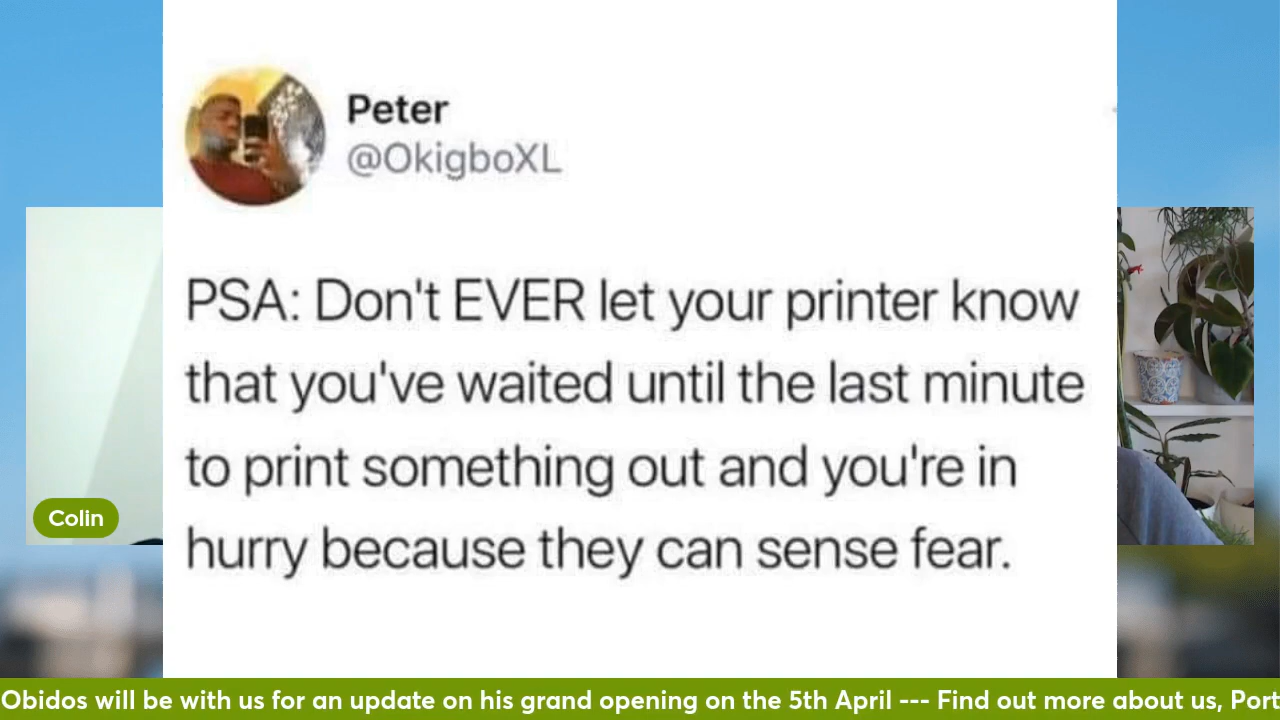 Peter
@OkigboXL
PSA: Don't EVER let your printer know
that you've waited until the last minute
to print something out and you're in
hurry because they can sense fear.
Colin
Obidos will be with us for an update on his grand opening on the 5th April --- Find out more about us, Port